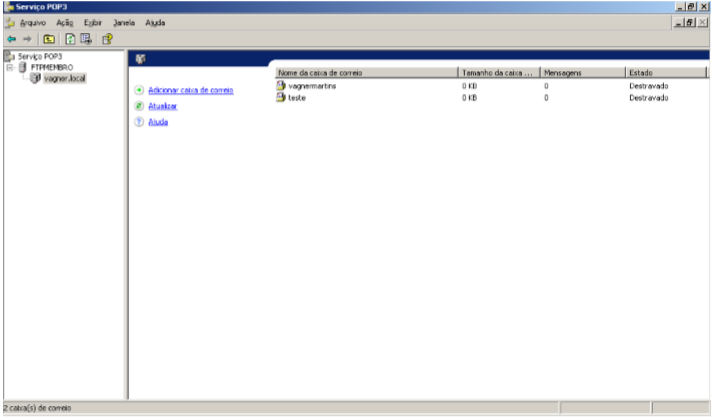 Serviço POP3
Arquivo Ação Exibir Janela Ajuda
Serviço POP3
FTPMEMBRO
vagner.local
Nome da caixa de correio Tamanho da caixa ... Mensagens Estado
Adicionar caixa de correio
Atualizar
Ajuda
vagnermartins 0 KB 0 Destravado
teste 0 KB 0 Destravado
2 caixa(s) de correio